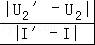 |U₂′ - U₂|
|I′ - I|